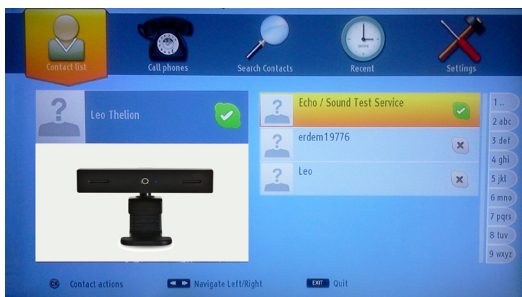 Contact list
Call phones
Search Contacts
Recent
Settings
Leo Thelion
Echo / Sound Test Service
erdem19776
Leo
1 ...
2 abc
3 def
4 ghi
5 jkl
6 mno
7 pqrs
8 tuv
9 wxyz
OK Contact actions
Navigate Left/Right
EXIT Quit